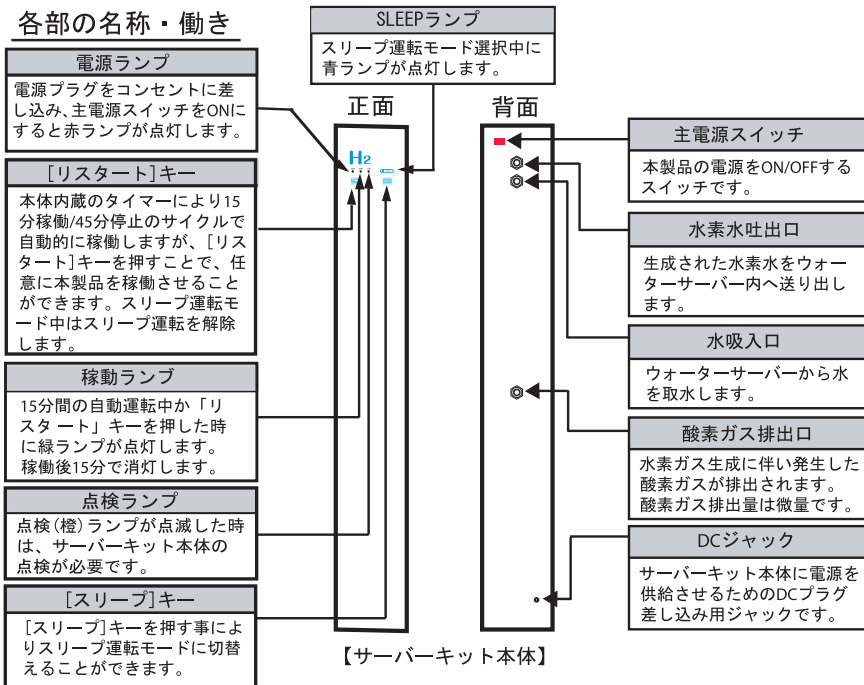 各部の名称・働き
SLEEPランプ
スリープ運転モード選択中に
青ランプが点灯します。
電源ランプ
電源プラグをコンセントに差
し込み、主電源スイッチをONに
すると赤ランプが点灯します。
[リスタート]キー
本体内蔵のタイマーにより15
分稼働/45分停止のサイクルで
自動的に稼働しますが、[リス
タート]キーを押すことで、任
意に本製品を稼働させること
ができます。スリープ運転モ
ード中はスリープ運転を解除
します。
稼動ランプ
15分間の自動運転中か「リ
スタート」キーを押した時
に緑ランプが点灯します。
稼働後15分で消灯します。
点検ランプ
点検(橙)ランプが点滅した時
は、サーバーキット本体の
点検が必要です。
[スリープ]キー
[スリープ]キーを押す事によ
りスリープ運転モードに切替
えることができます。
正面
H2
背面
【サーバーキット本体】
主電源スイッチ
本製品の電源をON/OFFする
スイッチです。
水素水吐出口
生成された水素水をウォー
ターサーバー内へ送り出し
ます。
水吸入口
ウォーターサーバーから水
を取水します。
酸素ガス排出口
水素ガス生成に伴い発生した
酸素ガスが排出されます。
酸素ガス排出量は微量です。
DCジャック
サーバーキット本体に電源を
供給させるためのDCプラグ
差し込み用ジャックです。